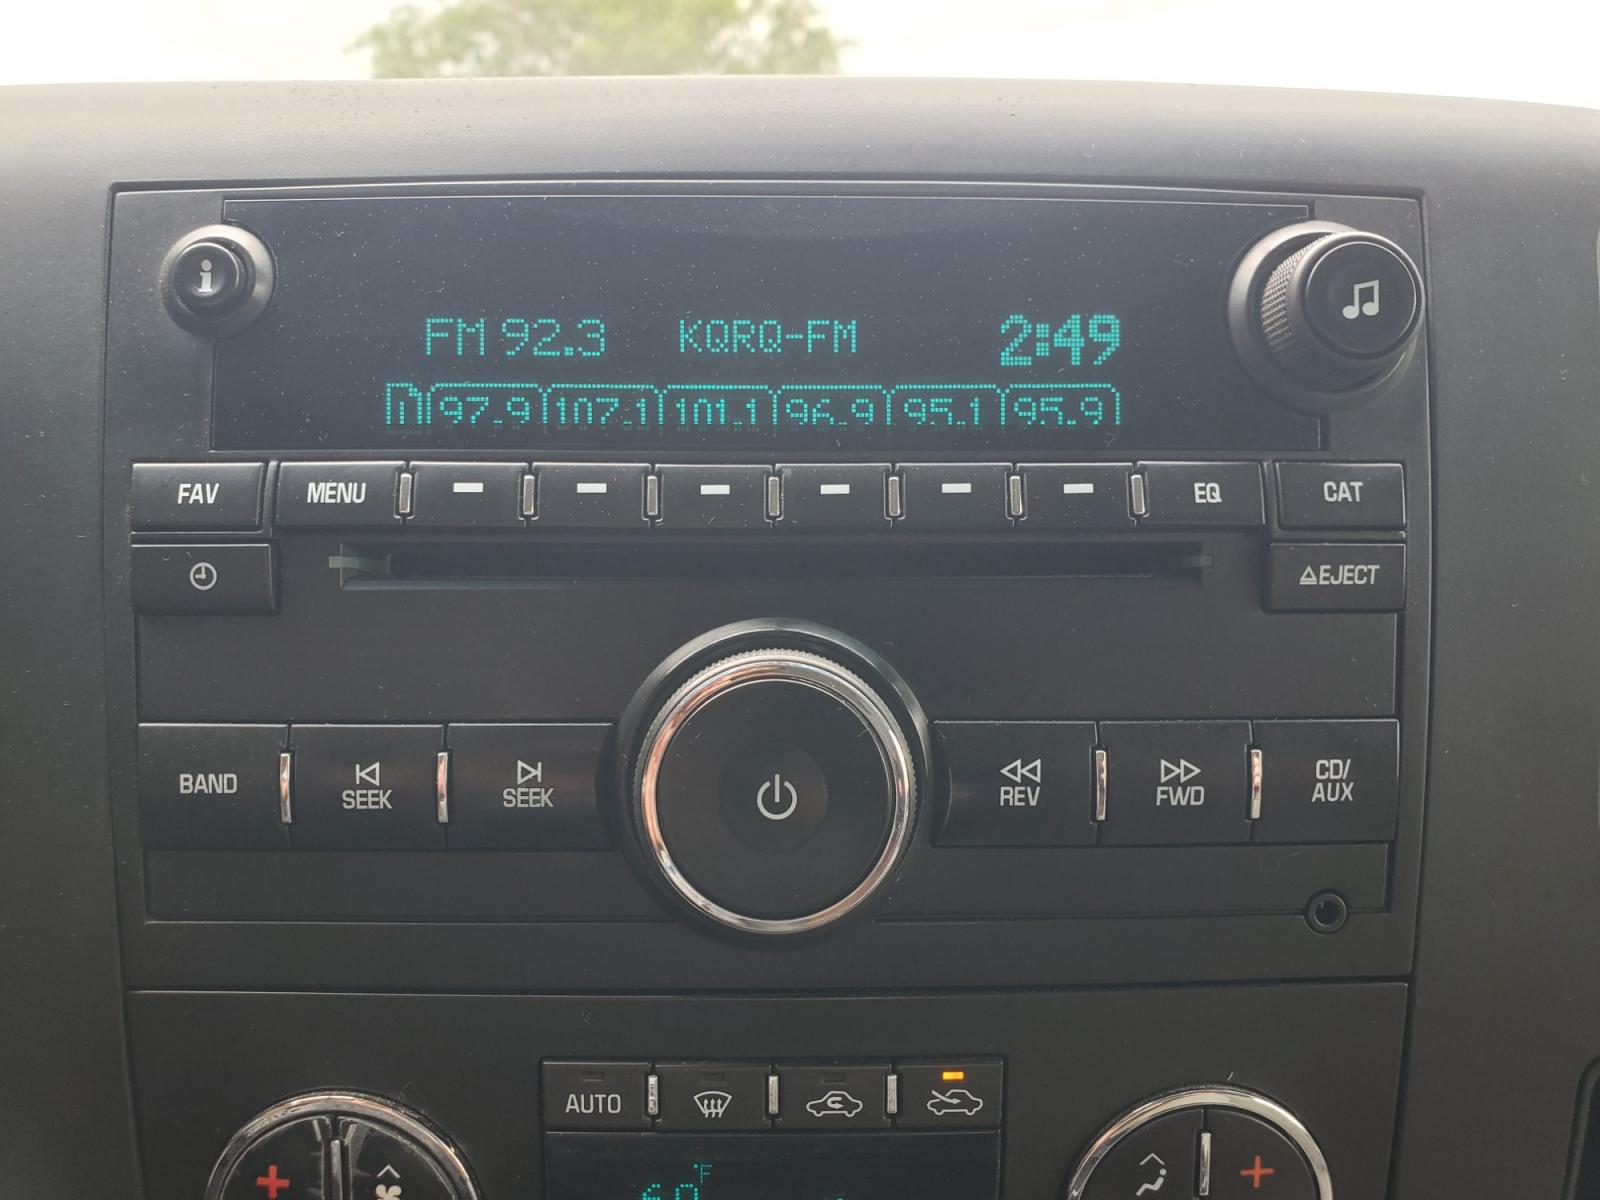 FM 92.3 KQRQ-FM 2:49
97.9 107.1 101.1 96.9 95.1 95.9
FAV MENU EQ CAT
EJECT
BAND SEEK SEEK REV FWD CD/
AUX
AUTO
°F